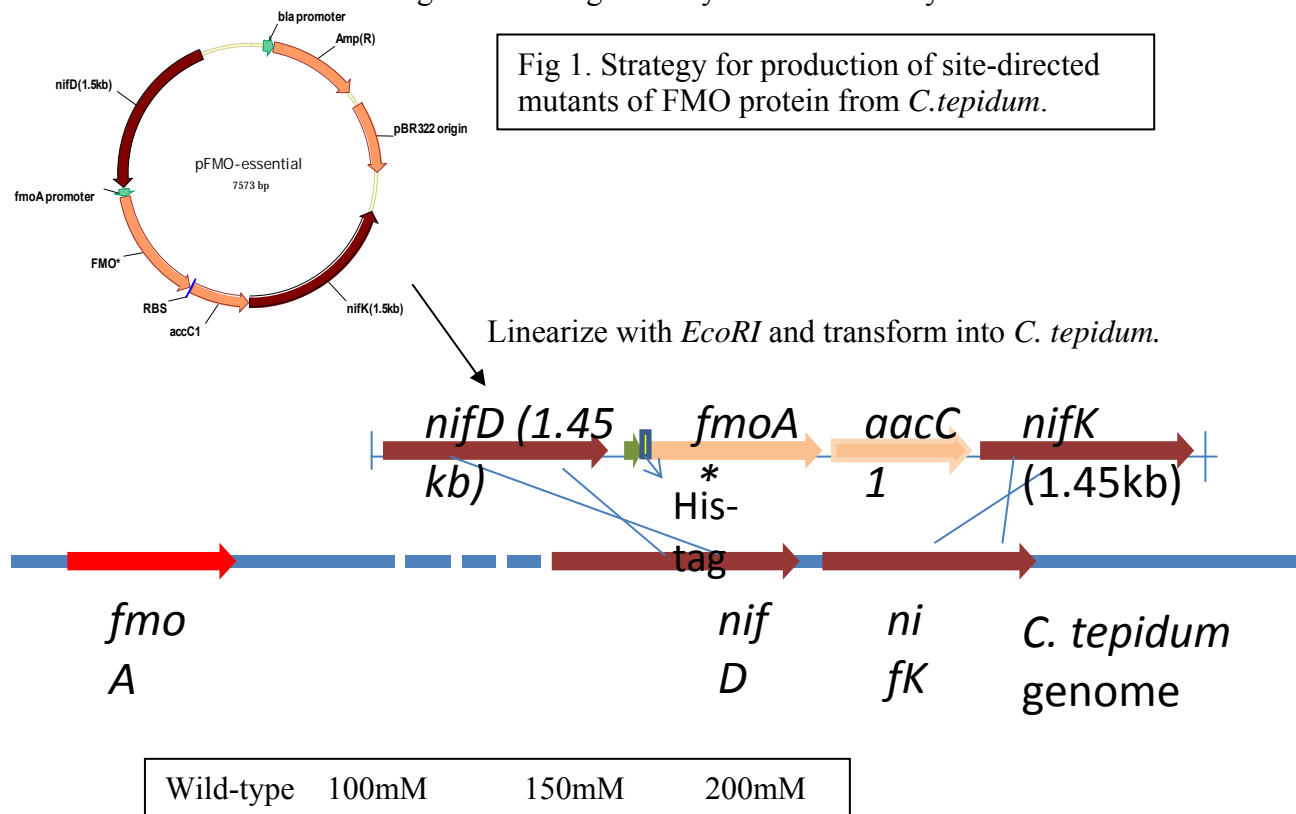 bla promoter
Amp(R)
nifD(1.5kb)
pBR322 origin
pFMO-essential
7573 bp
fmoA promoter
FMO*
RBS
accC1
nifK(1.5kb)
Fig 1. Strategy for production of site-directed
mutants of FMO protein from C.tepidum.
Linearize with EcoRI and transform into C. tepidum.
nifD (1.45
kb)
fmoA
*
aacC
1
nifK
(1.45kb)
His-
tag
fmo
A
nif
D
ni
fK
C. tepidum
genome
Wild-type 100mM 150mM 200mM